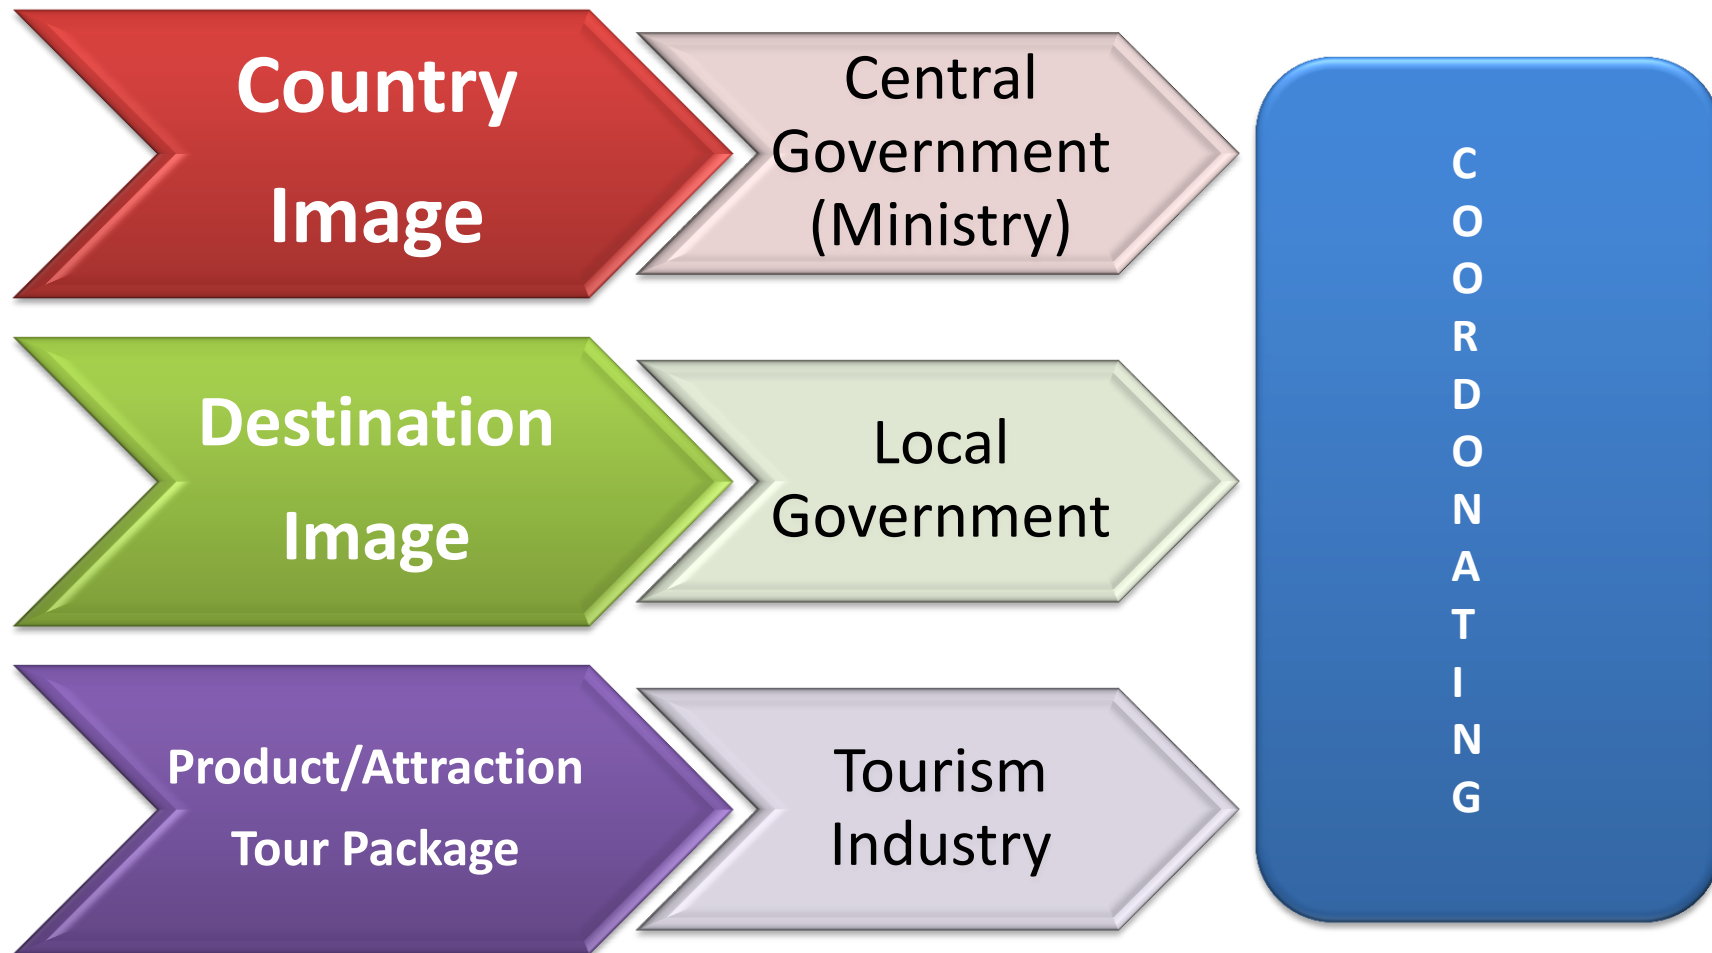 Country
Image
Central
Government
(Ministry)
Destination
Image
Local
Government
Product/Attraction
Tour Package
Tourism
Industry
C
O
O
R
D
O
N
A
T
I
N
G